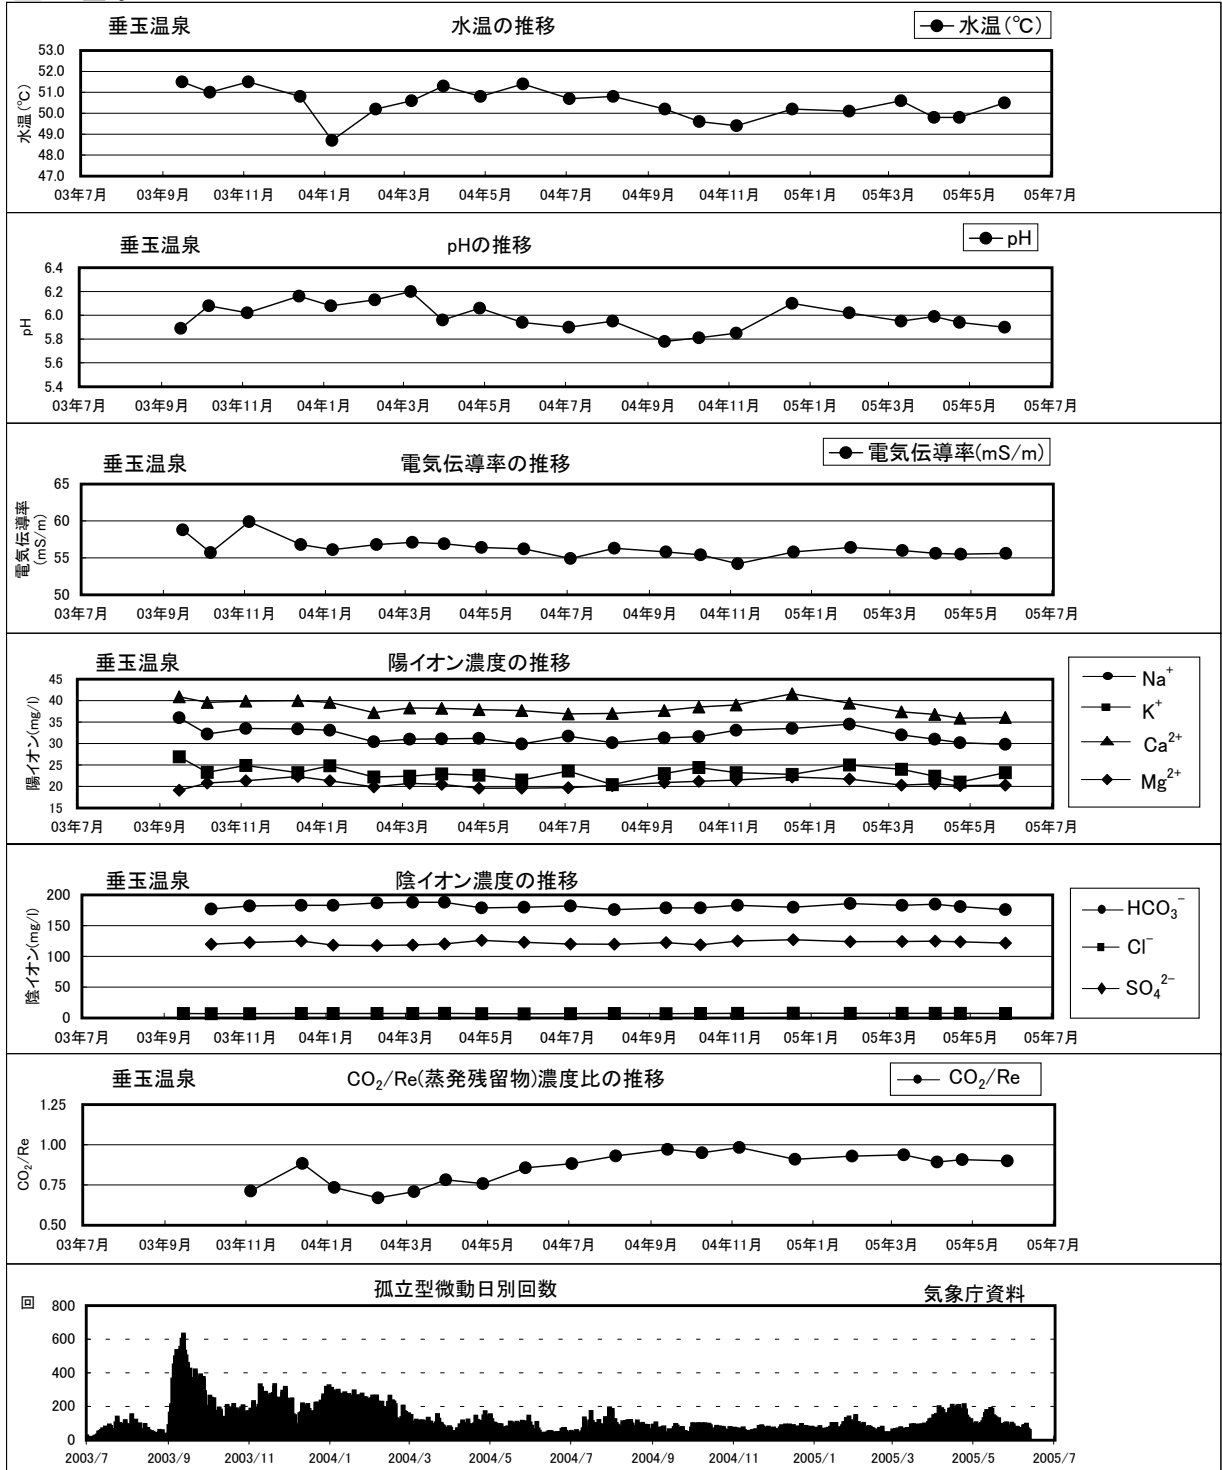 垂玉温泉 水温の推移 水温(℃)
水温(℃)
53.0
52.0
51.0
50.0
49.0
48.0
47.0
03年7月 03年9月 03年11月 04年1月 04年3月 04年5月 04年7月 04年9月 04年11月 05年1月 05年3月 05年5月 05年7月
垂玉温泉 pHの推移 pH
pH
6.4
6.2
6.0
5.8
5.6
5.4
03年7月 03年9月 03年11月 04年1月 04年3月 04年5月 04年7月 04年9月 04年11月 05年1月 05年3月 05年5月 05年7月
垂玉温泉 電気伝導率の推移 電気伝導率(mS/m)
電気伝導率
(mS/m)
65
60
55
50
03年7月 03年9月 03年11月 04年1月 04年3月 04年5月 04年7月 04年9月 04年11月 05年1月 05年3月 05年5月 05年7月
垂玉温泉 陽イオン濃度の推移
陽イオン(mg/l)
45
40
35
30
25
20
15
03年7月 03年9月 03年11月 04年1月 04年3月 04年5月 04年7月 04年9月 04年11月 05年1月 05年3月 05年5月 05年7月
Na⁺
K⁺
Ca²⁺
Mg²⁺
垂玉温泉 陰イオン濃度の推移
陰イオン(mg/l)
200
150
100
50
0
03年7月 03年9月 03年11月 04年1月 04年3月 04年5月 04年7月 04年9月 04年11月 05年1月 05年3月 05年5月 05年7月
HCO₃⁻
Cl⁻
SO₄²⁻
垂玉温泉 CO₂/Re(蒸発残留物)濃度比の推移 CO₂/Re
CO₂/Re
1.25
1.00
0.75
0.50
03年7月 03年9月 03年11月 04年1月 04年3月 04年5月 04年7月 04年9月 04年11月 05年1月 05年3月 05年5月 05年7月
孤立型微動日別回数 気象庁資料
回
800
600
400
200
0
2003/7 2003/9 2003/11 2004/1 2004/3 2004/4 2004/7 2004/9 2004/11 2005/1 2005/3 2005/5 2005/7